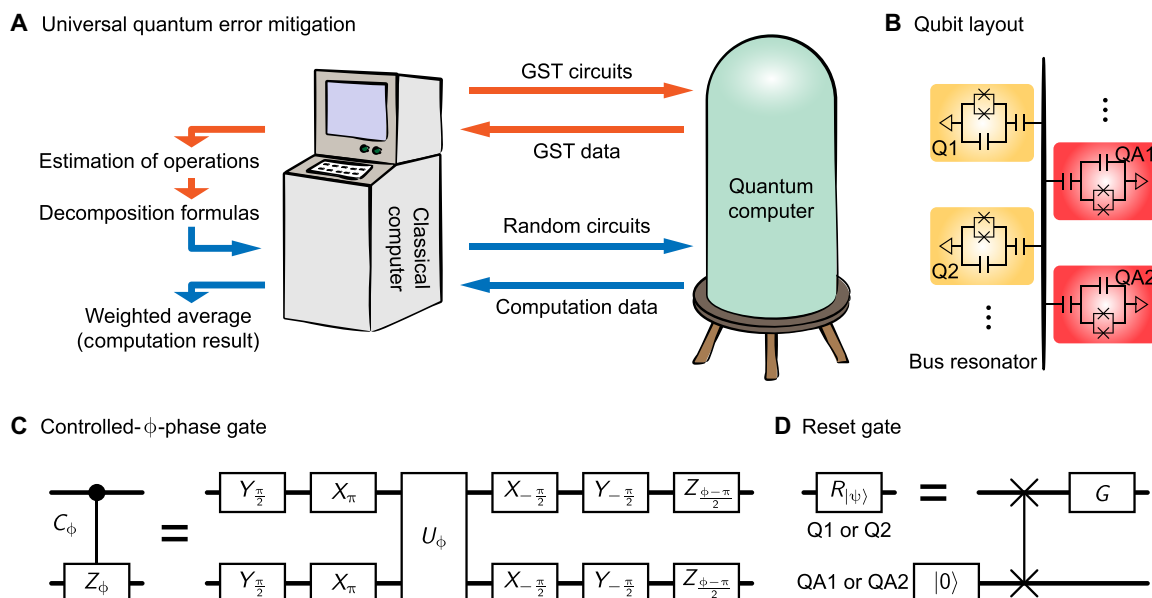 A Universal quantum error mitigation
GST circuits
GST data
Estimation of operations
Decomposition formulas
Classical
computer
Quantum
computer
Random circuits
Computation data
Weighted average
(computation result)
B Qubit layout
Q1
QA1
Q2
QA2
Bus resonator
C Controlled-ϕ-phase gate
C_ϕ
Z_ϕ
=
Y_{π/2} X_π U_ϕ X_{-π/2} Y_{-π/2} Z_{(ϕ-π)/2}
Y_{π/2} X_π X_{-π/2} Y_{-π/2} Z_{(ϕ-π)/2}
D Reset gate
R_{|ψ⟩} = G
Q1 or Q2
QA1 or QA2 |0⟩